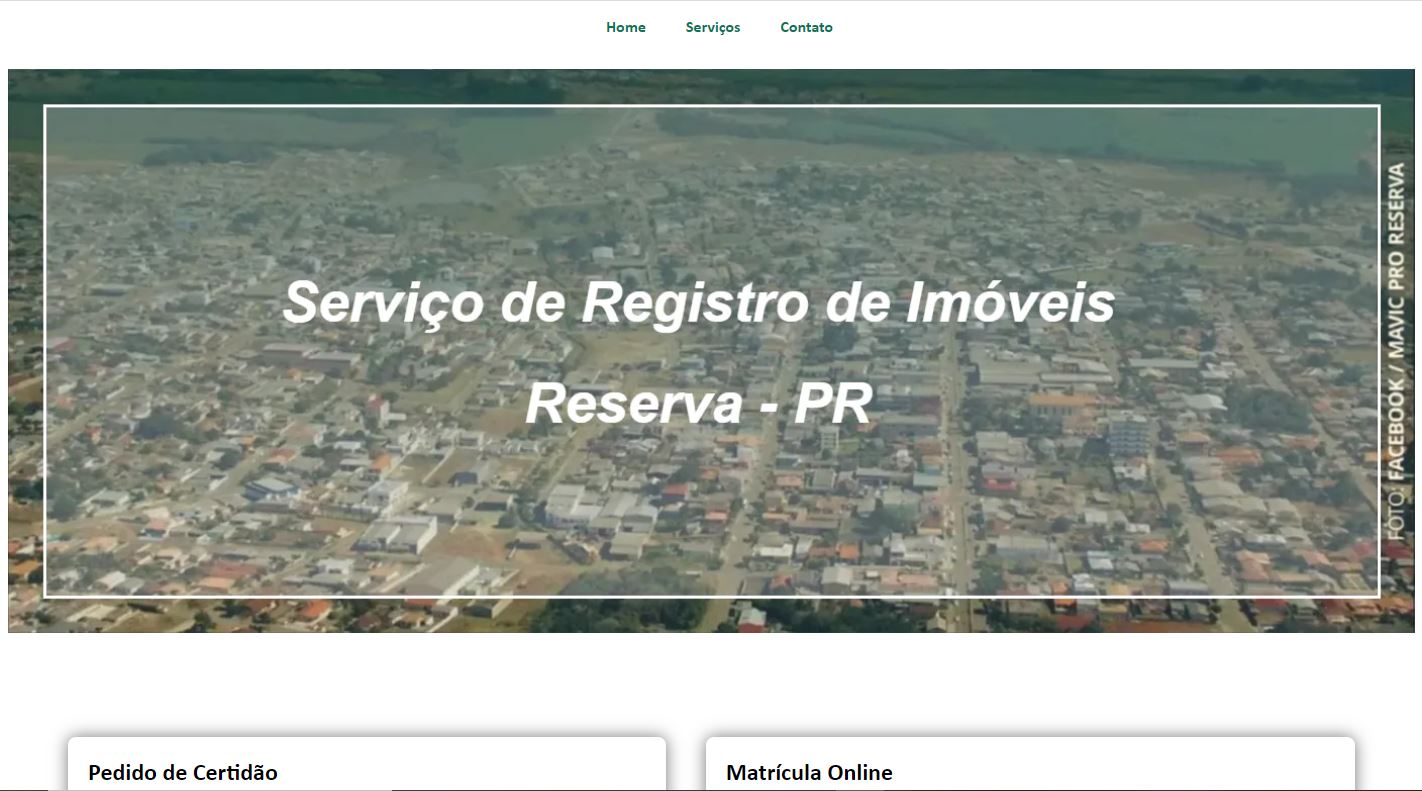 Home Serviços Contato
Serviço de Registro de Imóveis
Reserva - PR
FOTO: FACEBOOK / MAVIC PRO RESERVA
Pedido de Certidão
Matrícula Online